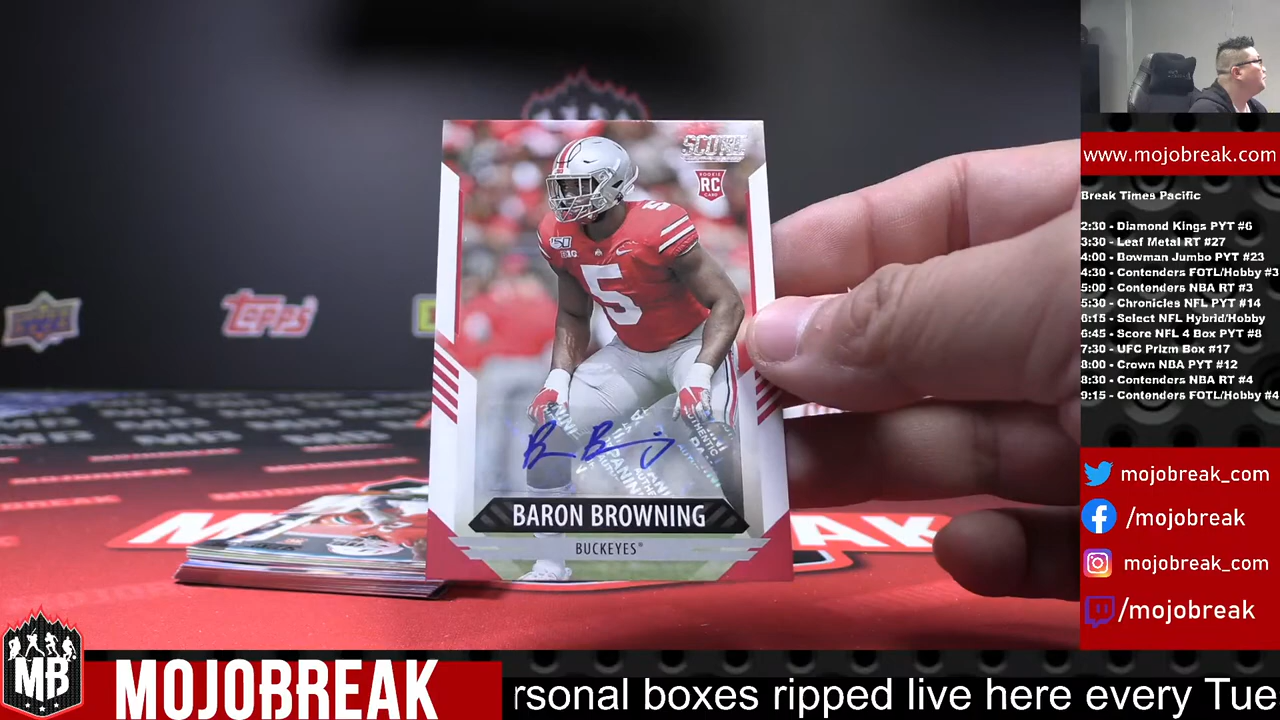 SCORE
ROOKIE
RC
CARD
5
150
B1G
5
AUTHENTIC
PANINI
BARON BROWNING
BUCKEYES®
Topps
www.mojobreak.com
Break Times Pacific
2:30 - Diamond Kings PYT #6
3:30 - Leaf Metal RT #27
4:00 - Bowman Jumbo PYT #23
4:30 - Contenders FOTL/Hobby #3
5:00 - Contenders NBA RT #3
5:30 - Chronicles NFL PYT #14
6:15 - Select NFL Hybrid/Hobby
6:45 - Score NFL 4 Box PYT #8
7:30 - UFC Prizm Box #17
8:00 - Crown NBA PYT #12
8:30 - Contenders NBA RT #4
9:15 - Contenders FOTL/Hobby #4
mojobreak_com
/mojobreak
mojobreak_com
/mojobreak
MB
MOJOBREAK
rsonal boxes ripped live here every Tue